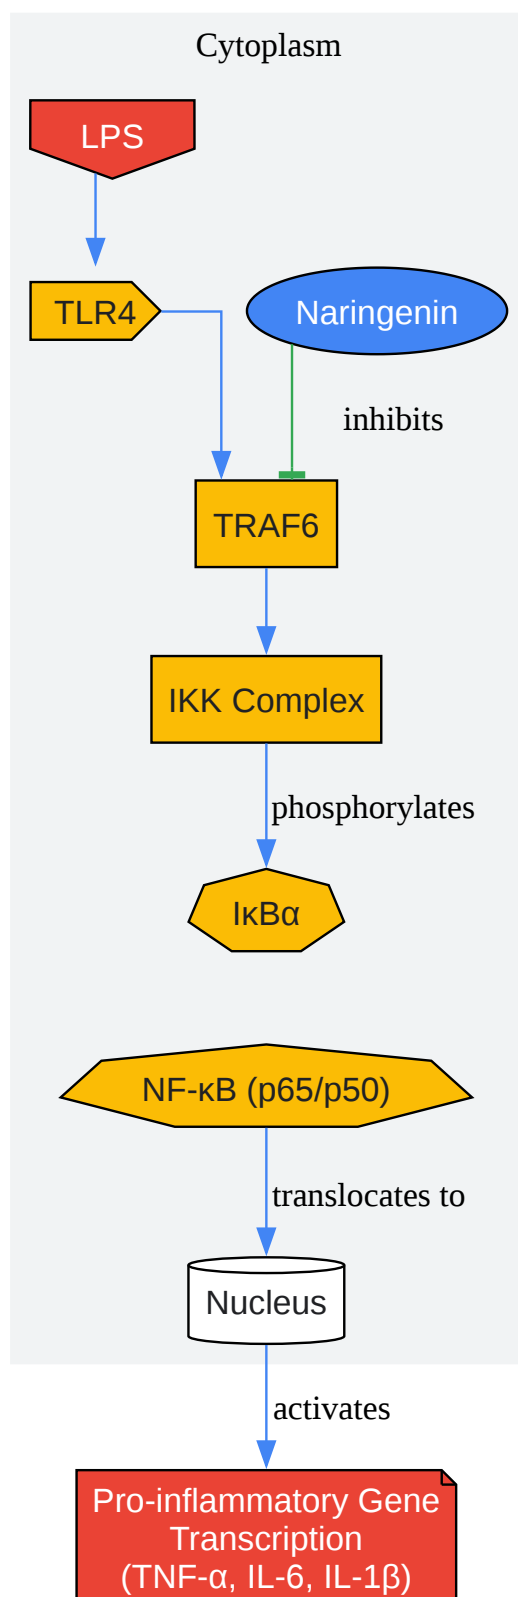 Cytoplasm
LPS
TLR4
Naringenin
inhibits
TRAF6
IKK Complex
phosphorylates
IκBα
NF-κB (p65/p50)
translocates to
Nucleus
activates
Pro-inflammatory Gene
Transcription
(TNF-α, IL-6, IL-1β)